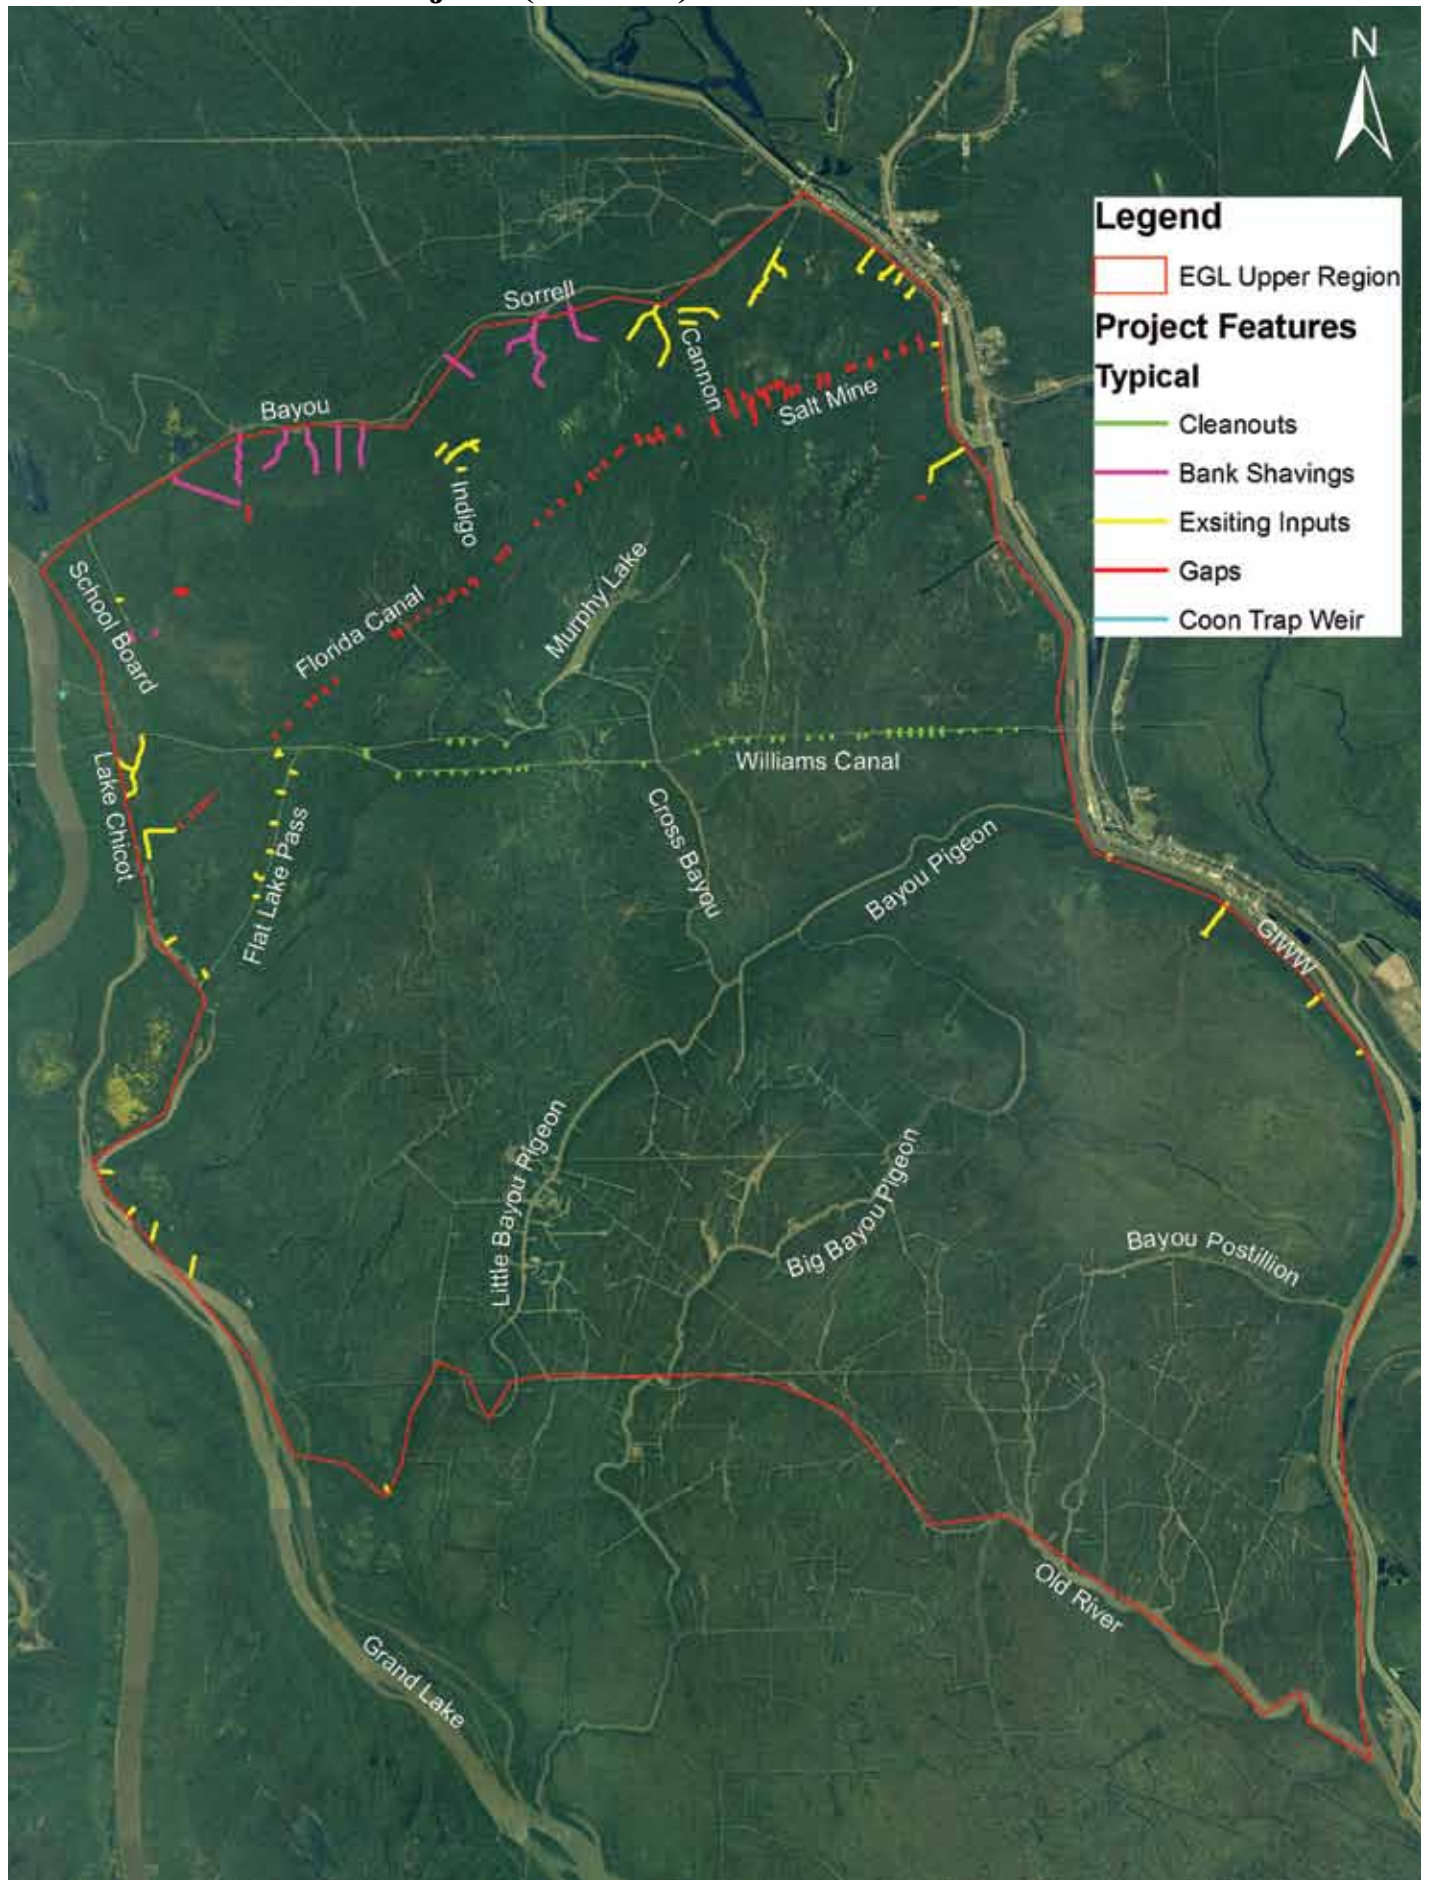 N
Legend
EGL Upper Region
Project Features
Typical
Cleanouts
Bank Shavings
Exsiting Inputs
Gaps
Coon Trap Weir
Sorrell
Cannon
Salt Mine
Bayou
Indigo
School Board
Florida Canal
Murphy Lake
Williams Canal
Lake Chicot
Flat Lake Pass
Cross Bayou
Bayou Pigeon
GIWW
Little Bayou Pigeon
Big Bayou Pigeon
Bayou Postillion
Old River
Grand Lake